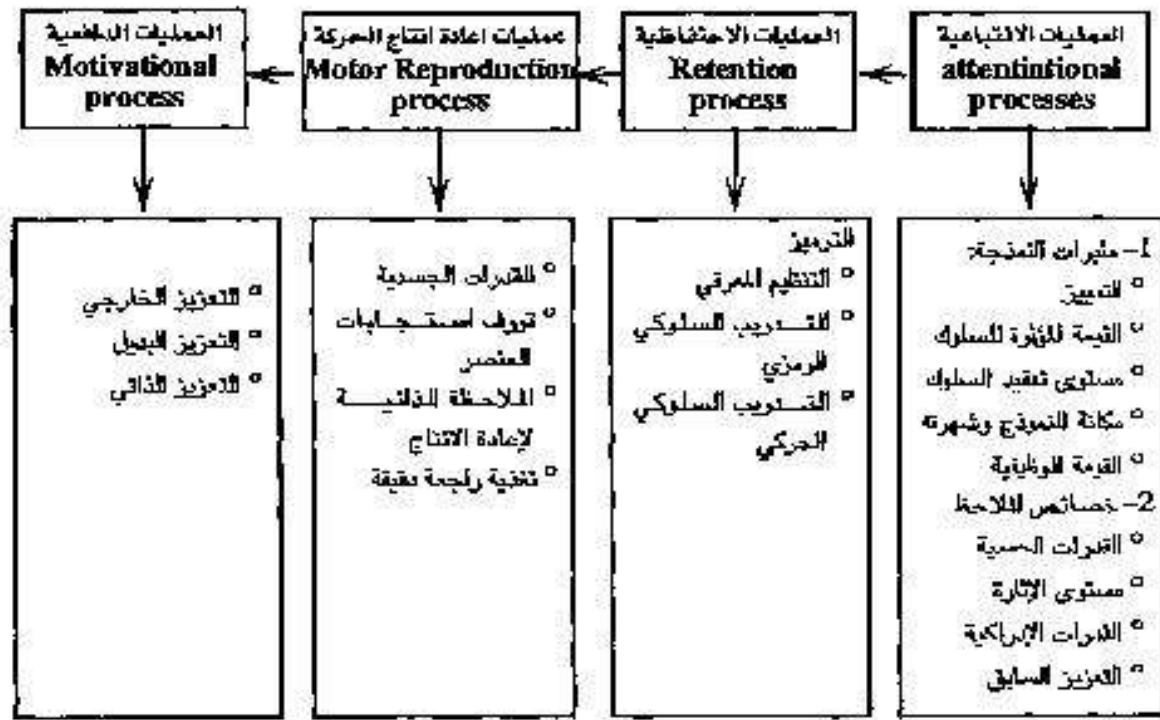 العمليات الانتباهية
attentintional
processes
العمليات الاحتفاظية
Retention
process
عمليات اعادة انتاج الحركة
Motor Reproduction
process
العمليات الدافعية
Motivational
process
1- مثيرات النمذجة:
° التمييز
° القيمة المؤثرة للسلوك
° مستوى تعقيد السلوك
° مكانة النموذج وشهرته
° القيمة الوظيفية
2- خصائص الملاحظ
° القدرات الحسية
° مستوى الإثارة
° القدرات الإدراكية
° التعزيز السابق
الترميز
° التنظيم المعرفي
° التدريب السلوكي
الرمزي
° التدريب السلوكي
الحركي
° القدرات الجسدية
° توفر استجابات
العنصر
° الملاحظة الذاتية
لإعادة الانتاج
° تغذية راجعة دقيقة
° التعزيز الخارجي
° التعزيز البديل
° التعزيز الذاتي